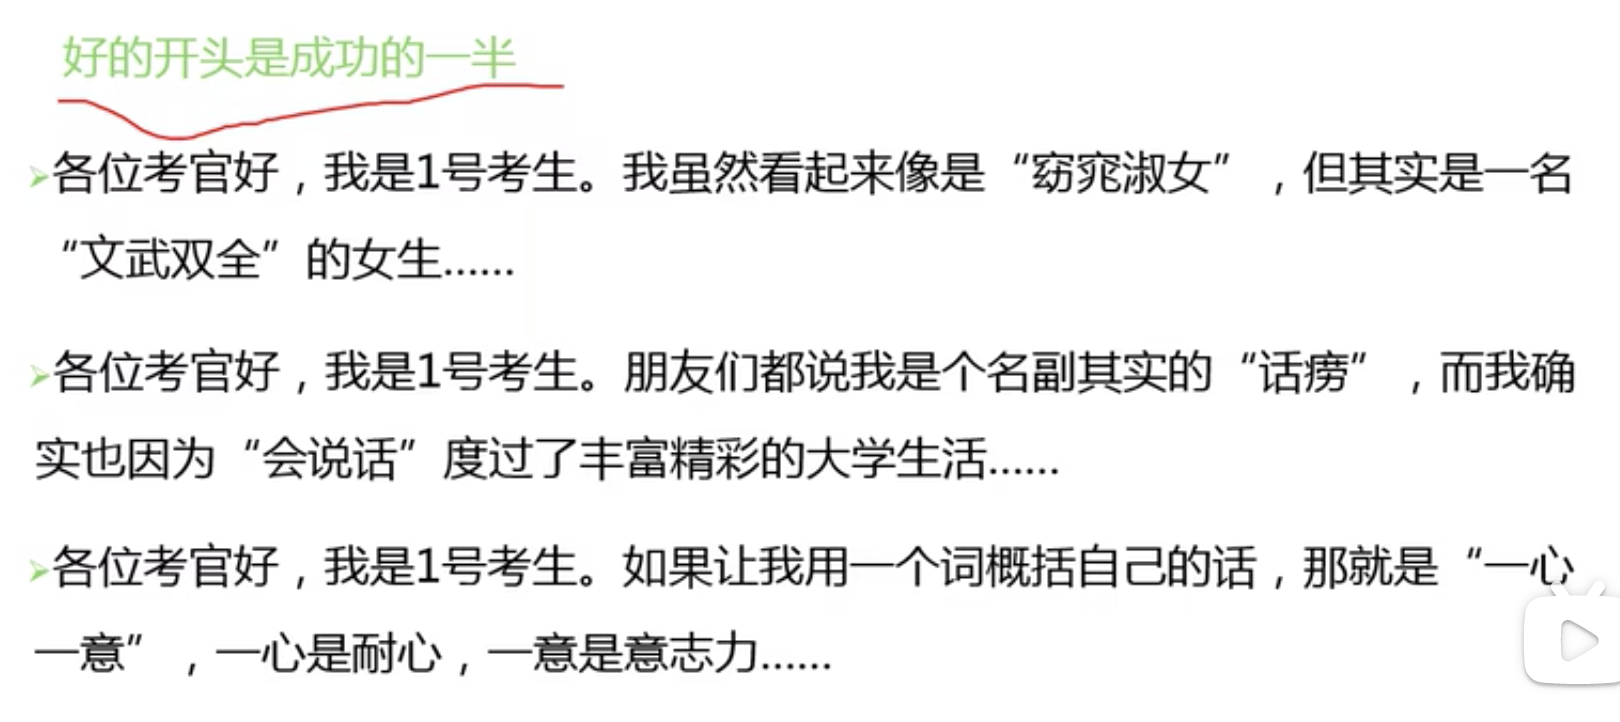 好的开头是成功的一半
各位考官好，我是1号考生。我虽然看起来像是“窈窕淑女”，但其实是一名
“文武双全”的女生......
各位考官好，我是1号考生。朋友们都说我是个名副其实的“话痨”，而我确
实也因为“会说话”度过了丰富精彩的大学生活......
各位考官好，我是1号考生。如果让我用一个词概括自己的话，那就是“一心
一意”，一心是耐心，一意是意志力......